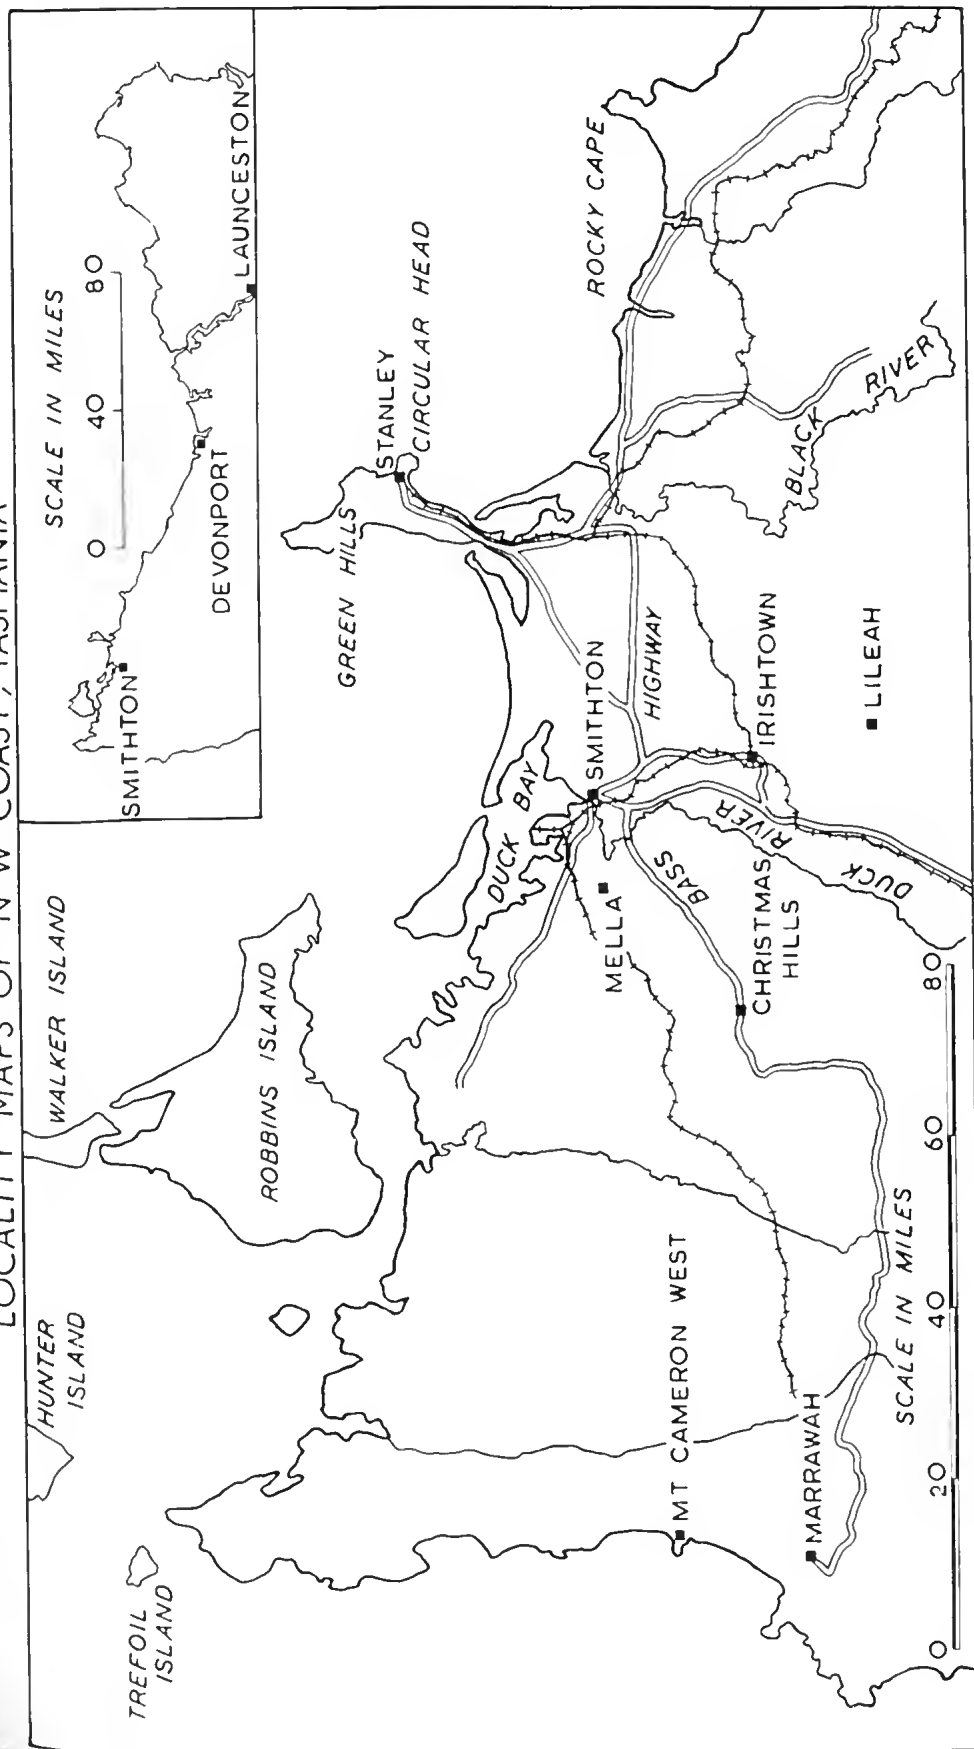 LOCALITY MAPS OF N W COAST, TASMANIA
SCALE IN MILES
0 40 80
SMITHTON
DEVONPORT
LAUNCESTON
HUNTER
ISLAND
WALKER ISLAND
TREFOIL
ISLAND
ROBBINS ISLAND
GREEN HILLS
STANLEY
CIRCULAR HEAD
ROCKY CAPE
DUCK BAY
SMITHTON
MELLA
HIGHWAY
BASS
MT CAMERON WEST
CHRISTMAS
HILLS
RIVER
DUCK
IRISHTOWN
LILEAH
BLACK
RIVER
MARRAWAH
SCALE IN MILES
0 20 40 60 80